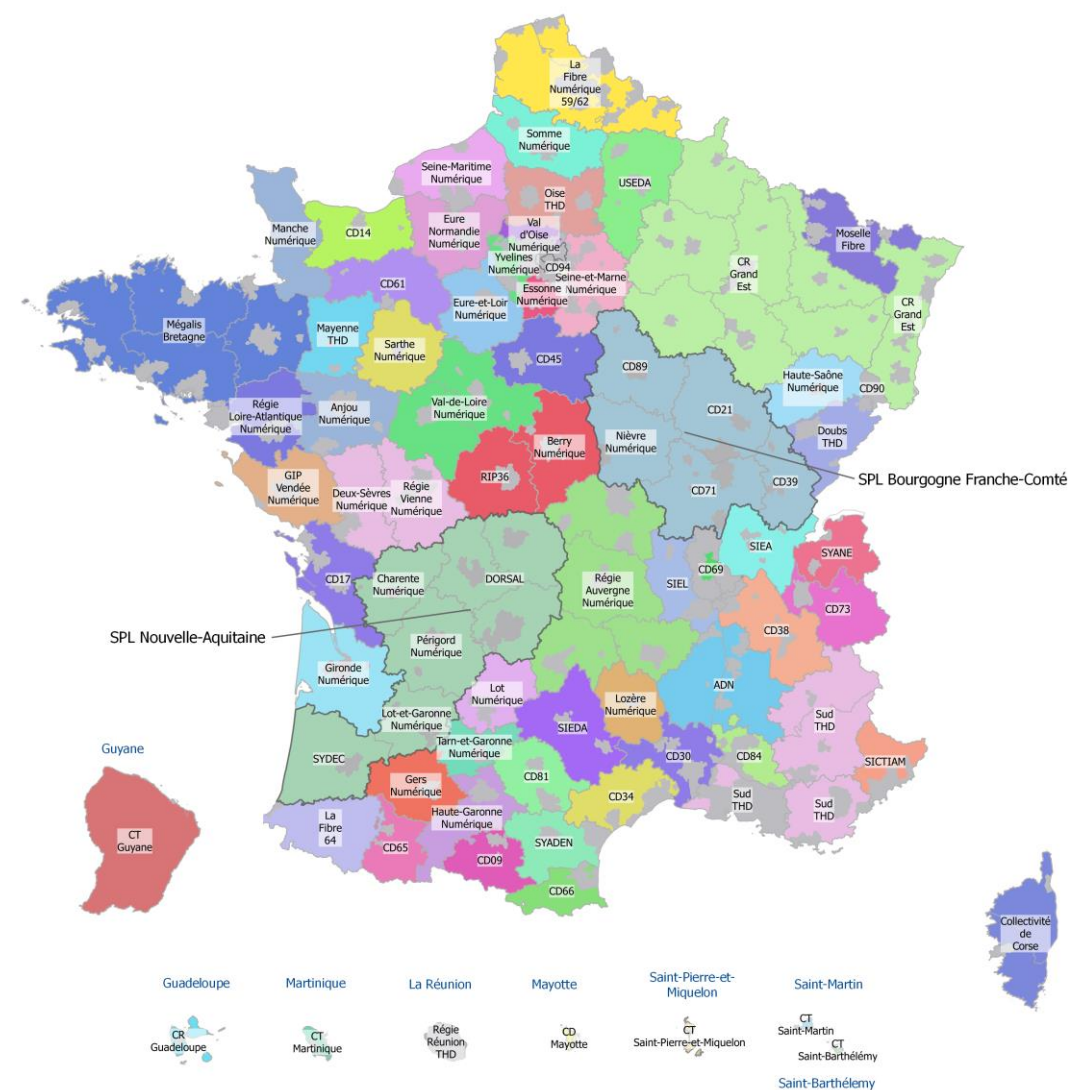 La
Fibre
Numérique
59/62
Somme
Numérique
Seine-Maritime
Numérique
Oise
THD
USEDA
Manche
Numérique
CD14
Eure
Normandie
Numérique
Val
d'Oise
Numérique
Moselle
Fibre
Yvelines
Numérique
CD94
CR
Grand
Est
CD61
Essonne
Numérique
Seine-et-Marne
Numérique
Eure-et-Loir
Numérique
CR
Grand
Est
Mégalis
Bretagne
Mayenne
THD
Sarthe
Numérique
CD45
CD89
Haute-Saône
Numérique
CD90
Régie
Loire-Atlantique
Numérique
Anjou
Numérique
Val-de-Loire
Numérique
CD21
Doubs
THD
Berry
Numérique
Nièvre
Numérique
GIP
Vendée
Numérique
Deux-Sèvres
Numérique
Régie
Vienne
Numérique
RIP36
CD71
CD39
SPL Bourgogne Franche-Comté
SIEA
SYANE
CD17
Charente
Numérique
DORSAL
Régie
Auvergne
Numérique
SIEL
CD69
CD73
SPL Nouvelle-Aquitaine
Périgord
Numérique
CD38
Gironde
Numérique
Lot
Numérique
Lozère
Numérique
ADN
Lot-et-Garonne
Numérique
SIEDA
Sud
THD
Tarn-et-Garonne
Numérique
SYDEC
CD30
CD84
SICTIAM
Gers
Numérique
CD81
CD34
Sud
THD
Sud
THD
La
Fibre
64
Haute-Garonne
Numérique
CD65
CD09
SYADEN
CD66
Guyane
CT
Guyane
Collectivité
de
Corse
Guadeloupe
Martinique
La Réunion
Mayotte
Saint-Pierre-et-
Miquelon
Saint-Martin
CR
Guadeloupe
CT
Martinique
Régie
Réunion
THD
CD
Mayotte
CT
Saint-Pierre-et-Miquelon
CT
Saint-Martin
CT
Saint-Barthélémy
Saint-Barthélemy